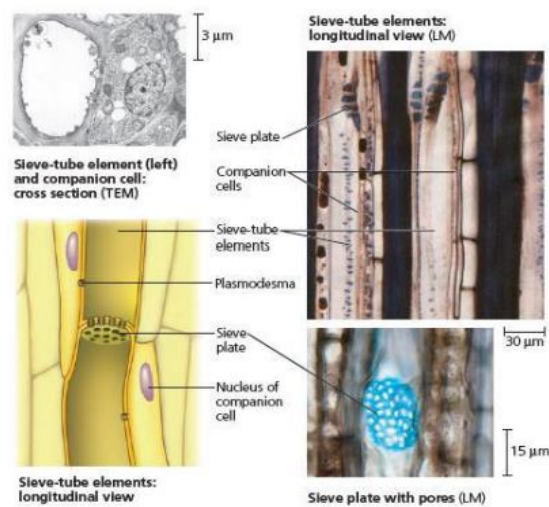 3 µm
Sieve-tube element (left)
and companion cell:
cross section (TEM)
Sieve-tube elements:
longitudinal view (LM)
Sieve plate
Companion
cells
Sieve-tube
elements
Plasmodesma
Sieve
plate
Nucleus of
companion
cell
30 µm
15 µm
Sieve-tube elements:
longitudinal view
Sieve plate with pores (LM)